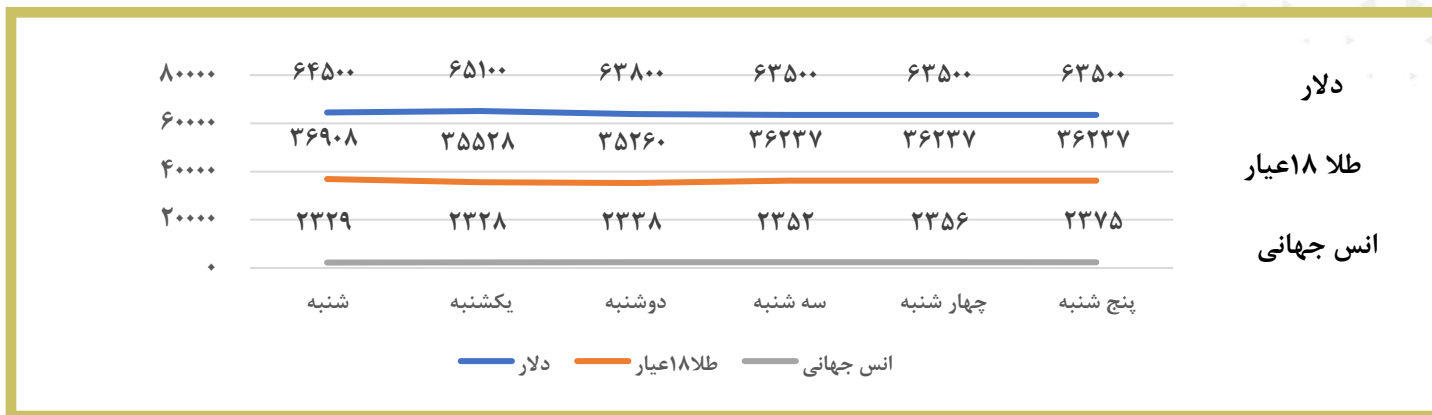 ۸۰۰۰۰
۶۰۰۰۰
۴۰۰۰۰
۲۰۰۰۰
۰
۶۴۵۰۰ ۶۵۱۰۰ ۶۳۸۰۰ ۶۳۵۰۰ ۶۳۵۰۰ ۶۳۵۰۰
دلار
۳۶۹۰۸ ۳۵۵۲۸ ۳۵۲۶۰ ۳۶۲۳۷ ۳۶۲۳۷ ۳۶۲۳۷
طلا ۱۸عیار
۲۳۲۹ ۲۳۲۸ ۲۳۳۸ ۲۳۵۲ ۲۳۵۶ ۲۳۷۵
انس جهانی
شنبه یکشنبه دوشنبه سه شنبه چهار شنبه پنج شنبه
دلار طلا۱۸عیار انس جهانی